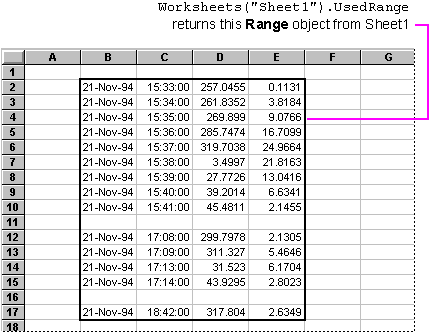 Worksheets("Sheet1").UsedRange
returns this Range object from Sheet1
A B C D E F G
1
2 21-Nov-94 15:33:00 257.0455 0.1131
3 21-Nov-94 15:34:00 261.8352 3.8184
4 21-Nov-94 15:35:00 269.899 9.0766
5 21-Nov-94 15:36:00 285.7474 16.7099
6 21-Nov-94 15:37:00 319.7038 24.9664
7 21-Nov-94 15:38:00 3.4997 21.8163
8 21-Nov-94 15:39:00 27.7726 13.0416
9 21-Nov-94 15:40:00 39.2014 6.6341
10 21-Nov-94 15:41:00 45.4811 2.1455
11
12 21-Nov-94 17:08:00 299.7978 2.1305
13 21-Nov-94 17:09:00 311.327 5.4646
14 21-Nov-94 17:13:00 31.523 6.1704
15 21-Nov-94 17:14:00 43.9295 2.8023
16
17 21-Nov-94 18:42:00 317.804 2.6349
18